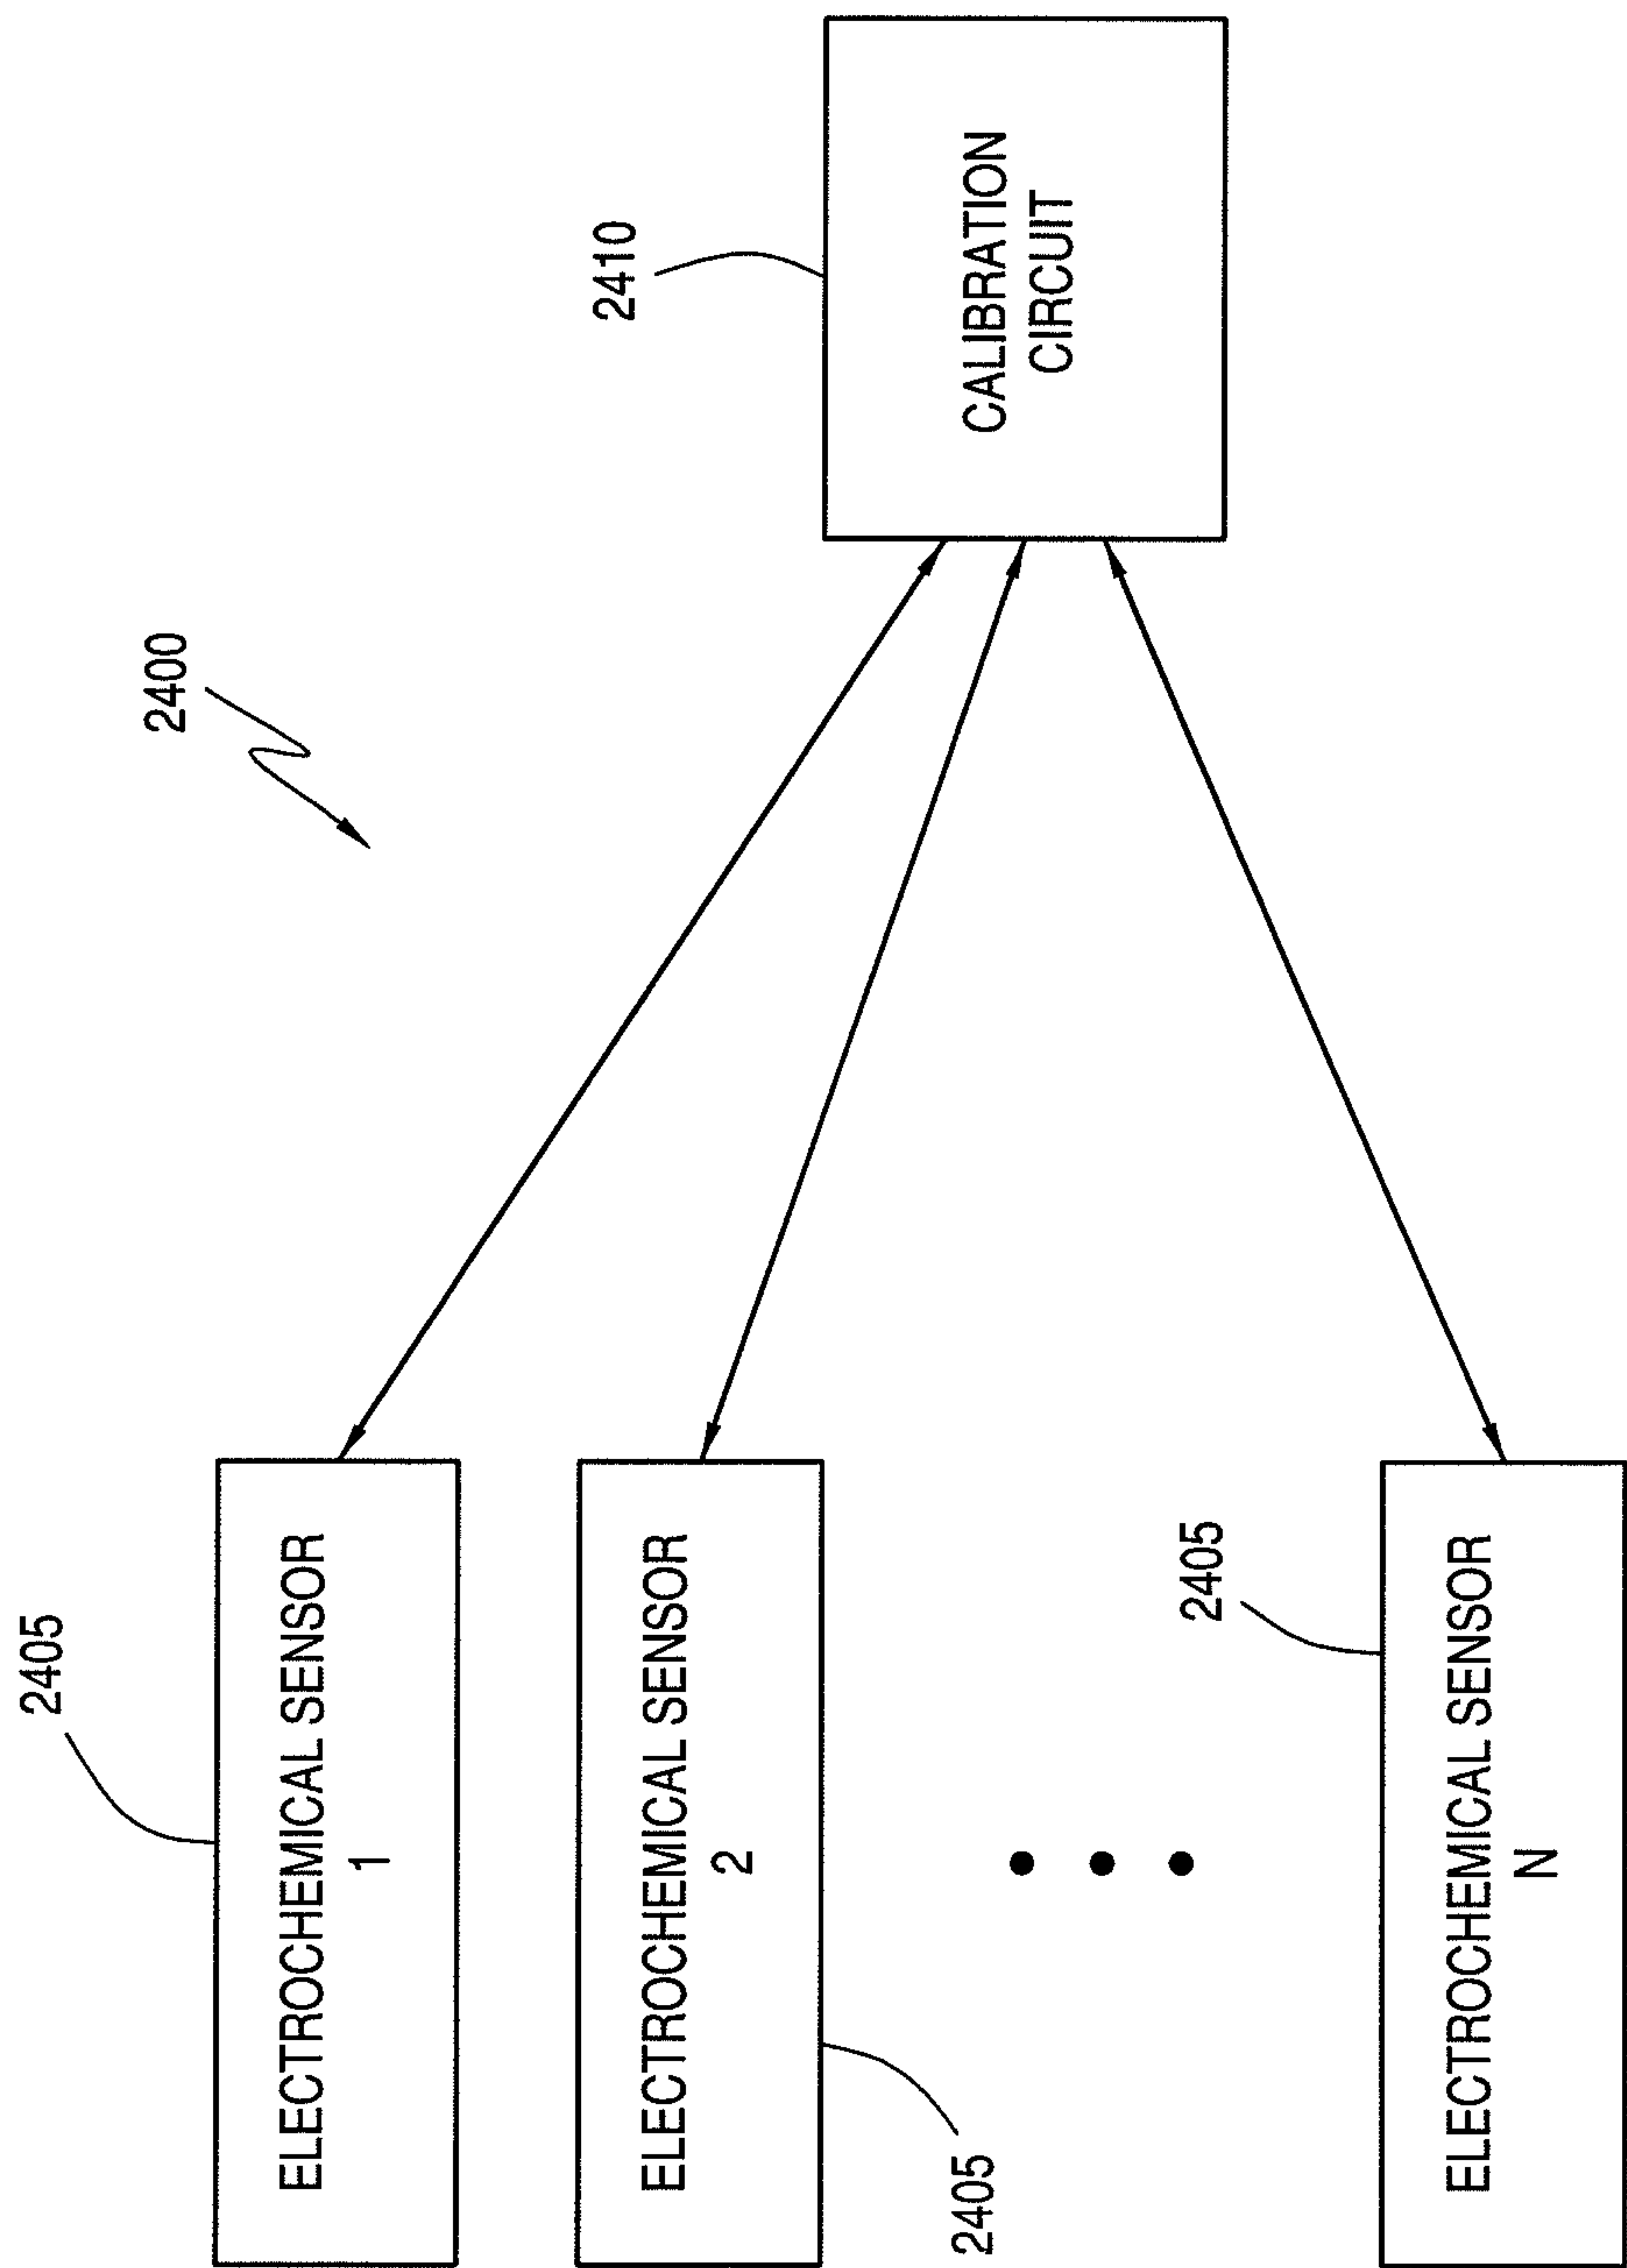 2400
2405
ELECTROCHEMICAL SENSOR
1
2410
CALIBRATION
CIRCUIT
ELECTROCHEMICAL SENSOR
2
2405
2405
ELECTROCHEMICAL SENSOR
N